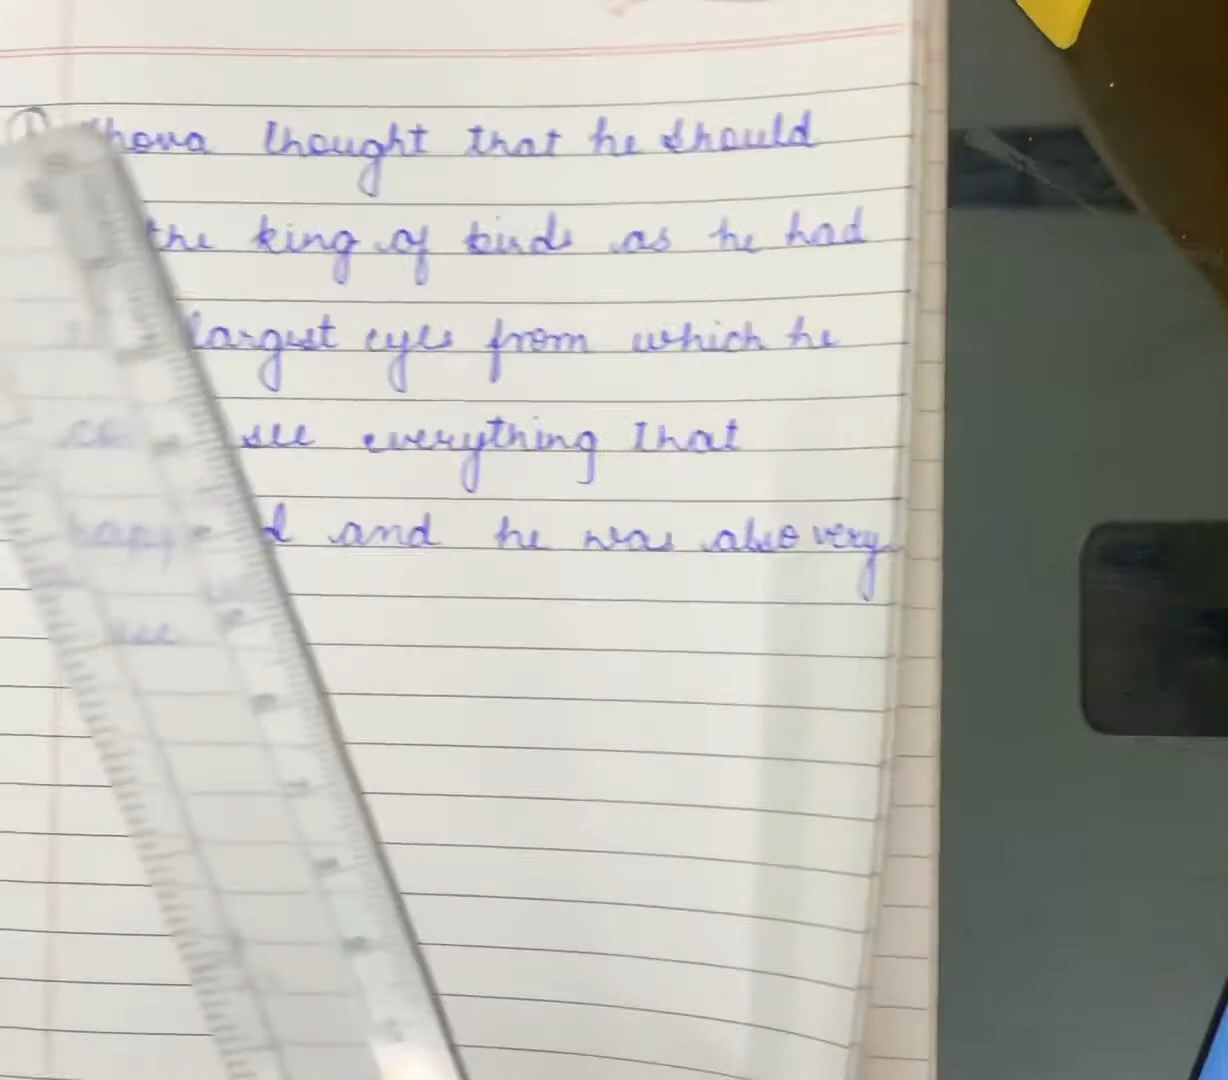 thought that he should
the king of birds as he had
largest eyes from which he
see everything that
and he was also very